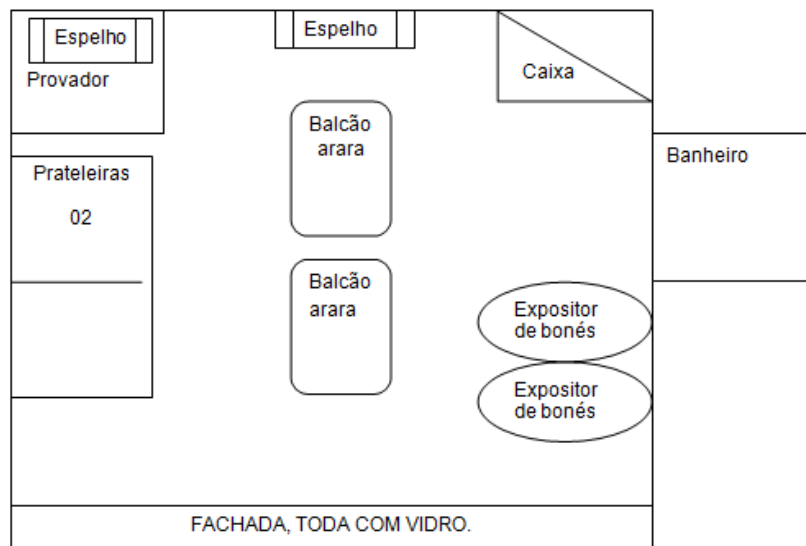 Espelho
Espelho
Provador
Caixa
Balcão
arara
Banheiro
Prateleiras
02
Balcão
arara
Expositor
de bonés
Expositor
de bonés
FACHADA, TODA COM VIDRO.